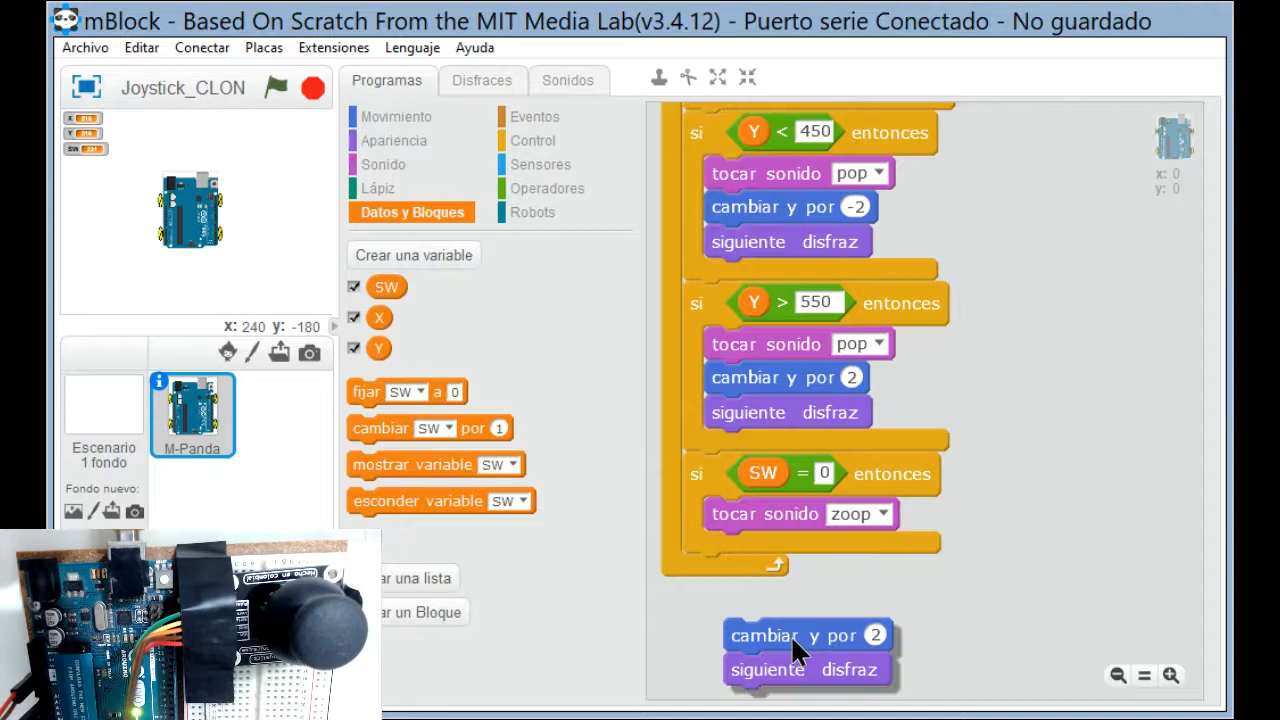 mBlock - Based On Scratch From the MIT Media Lab(v3.4.12) - Puerto serie Conectado - No guardado
Archivo Editar Conectar Placas Extensiones Lenguaje Ayuda
Joystick_CLON
X
Y
SW
x: 240 y: -180
Escenario
1 fondo
Fondo nuevo:
M-Panda
Programas Disfraces Sonidos
Movimiento Eventos
Apariencia Control
Sonido Sensores
Lápiz Operadores
Datos y Bloques Robots
Crear una variable
SW
X
Y
fijar SW a 0
cambiar SW por 1
mostrar variable SW
esconder variable SW
ar una lista
ar un Bloque
si Y < 450 entonces
tocar sonido pop
cambiar y por -2
siguiente disfraz
si Y > 550 entonces
tocar sonido pop
cambiar y por 2
siguiente disfraz
si SW = 0 entonces
tocar sonido zoop
cambiar y por 2
siguiente disfraz
x: 0
y: 0
Hecho en colombia